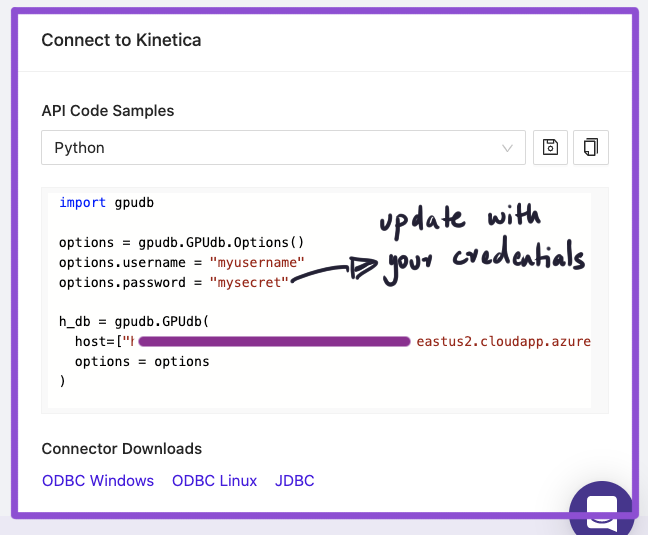 Connect to Kinetica
API Code Samples
Python
import gpudb
options = gpudb.GPUdb.Options()
options.username = "myusername"
options.password = "mysecret"
update with
your credentials
h_db = gpudb.GPUdb(
host=["h eastus2.cloudapp.azure
options = options
)
Connector Downloads
ODBC Windows ODBC Linux JDBC